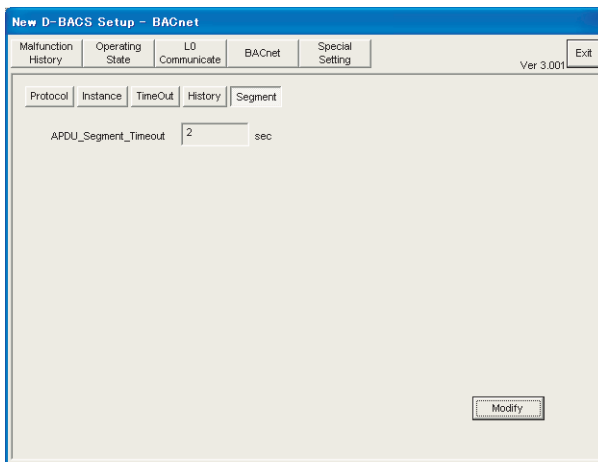 New D-BACS Setup - BACnet
Malfunction History
Operating State
L0 Communicate
BACnet
Special Setting
Ver 3.001
Exit
Protocol
Instance
TimeOut
History
Segment
APDU_Segment_Timeout 2 sec
Modify